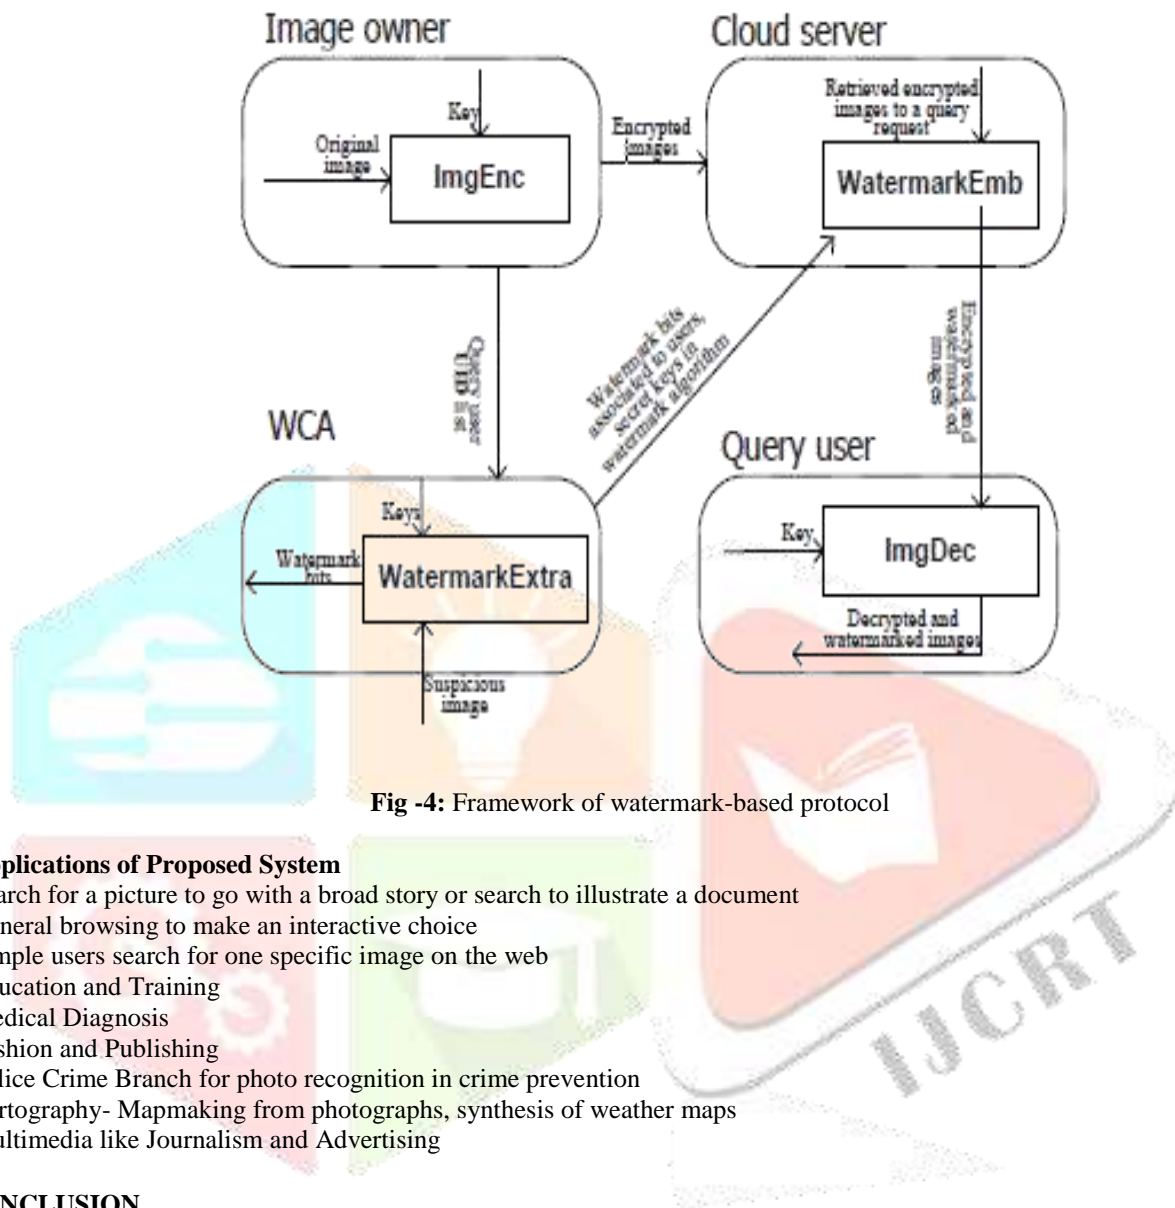 Image owner
Cloud server
Key
Original
image
ImgEnc
Encrypted
images
Retrieved encrypted
images to a query
request
WatermarkEmb
Query user
UID list
Watermark bits
associated to users,
secret keys in
watermark algorithm
Encrypted and
watermarked
images
WCA
Keys
Watermark
bits
WatermarkExtra
Suspicious
image
Query user
Key
ImgDec
Decrypted and
watermarked images
Fig -4: Framework of watermark-based protocol
plications of Proposed System
arch for a picture to go with a broad story or search to illustrate a document
neral browsing to make an interactive choice
mple users search for one specific image on the web
ucation and Training
edical Diagnosis
shion and Publishing
lice Crime Branch for photo recognition in crime prevention
rtography- Mapmaking from photographs, synthesis of weather maps
ultimedia like Journalism and Advertising
NCLUSION
IJCRT